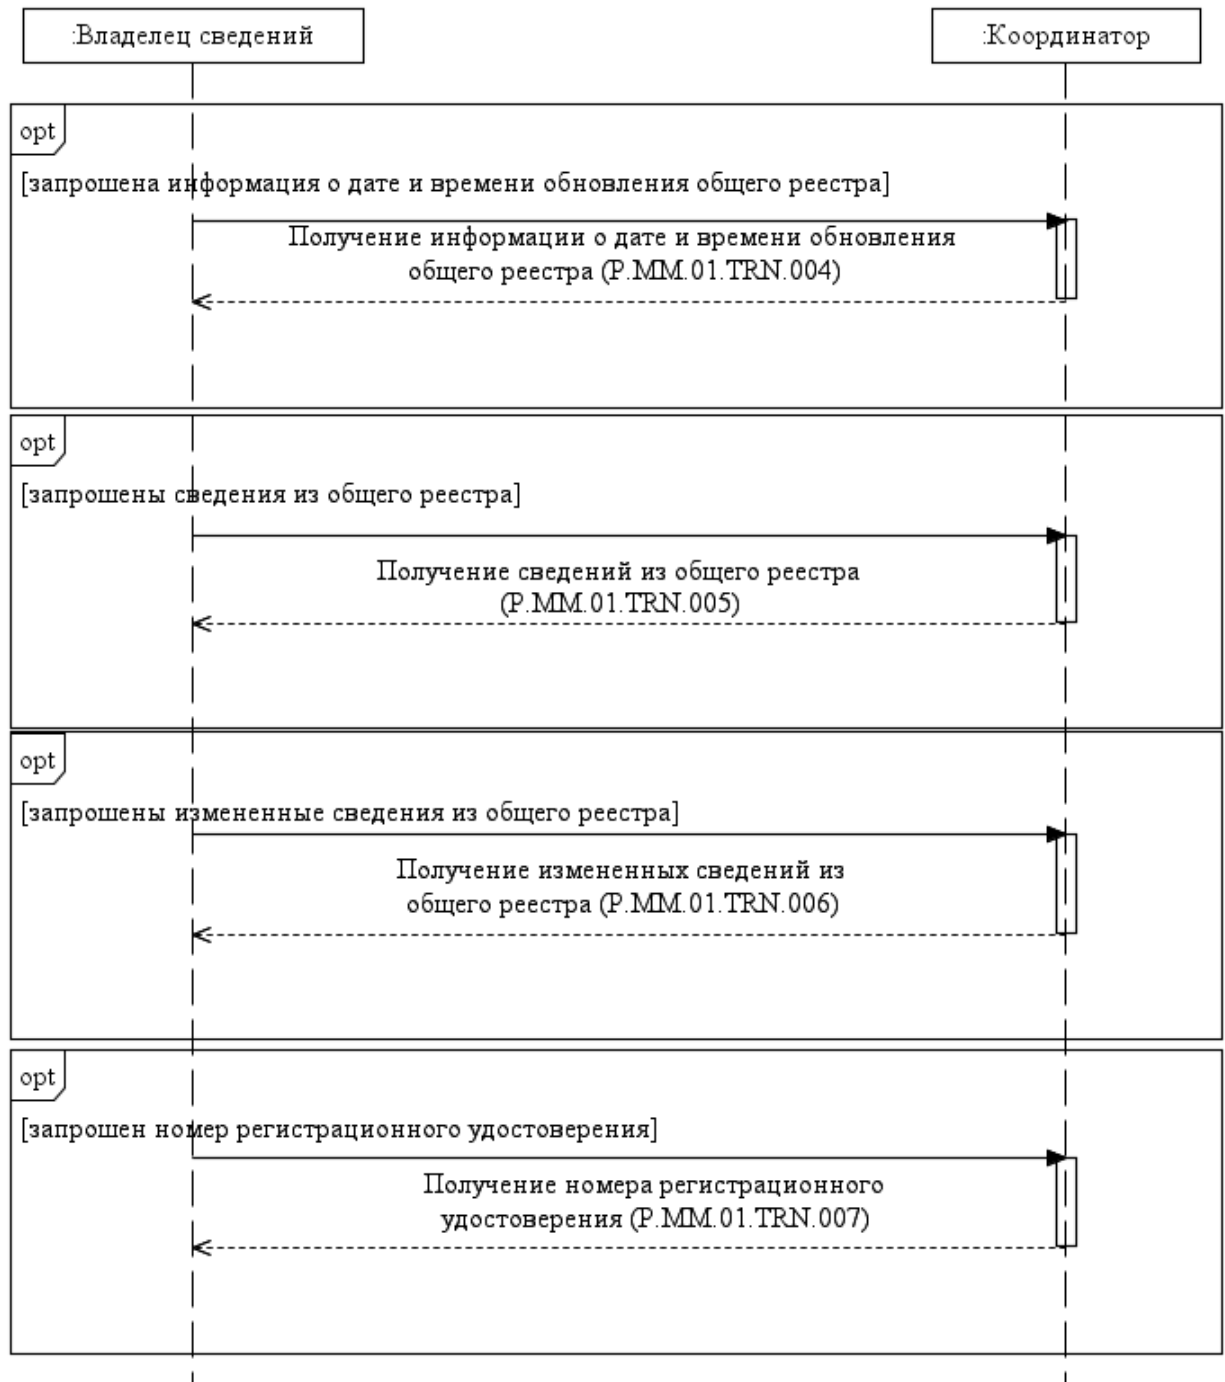 :Владелец сведений
:Координатор
opt
[запрошена информация о дате и времени обновления общего реестра]
Получение информации о дате и времени обновления
общего реестра (P.MM.01.TRN.004)
opt
[запрошены сведения из общего реестра]
Получение сведений из общего реестра
(P.MM.01.TRN.005)
opt
[запрошены измененные сведения из общего реестра]
Получение измененных сведений из
общего реестра (P.MM.01.TRN.006)
opt
[запрошен номер регистрационного удостоверения]
Получение номера регистрационного
удостоверения (P.MM.01.TRN.007)